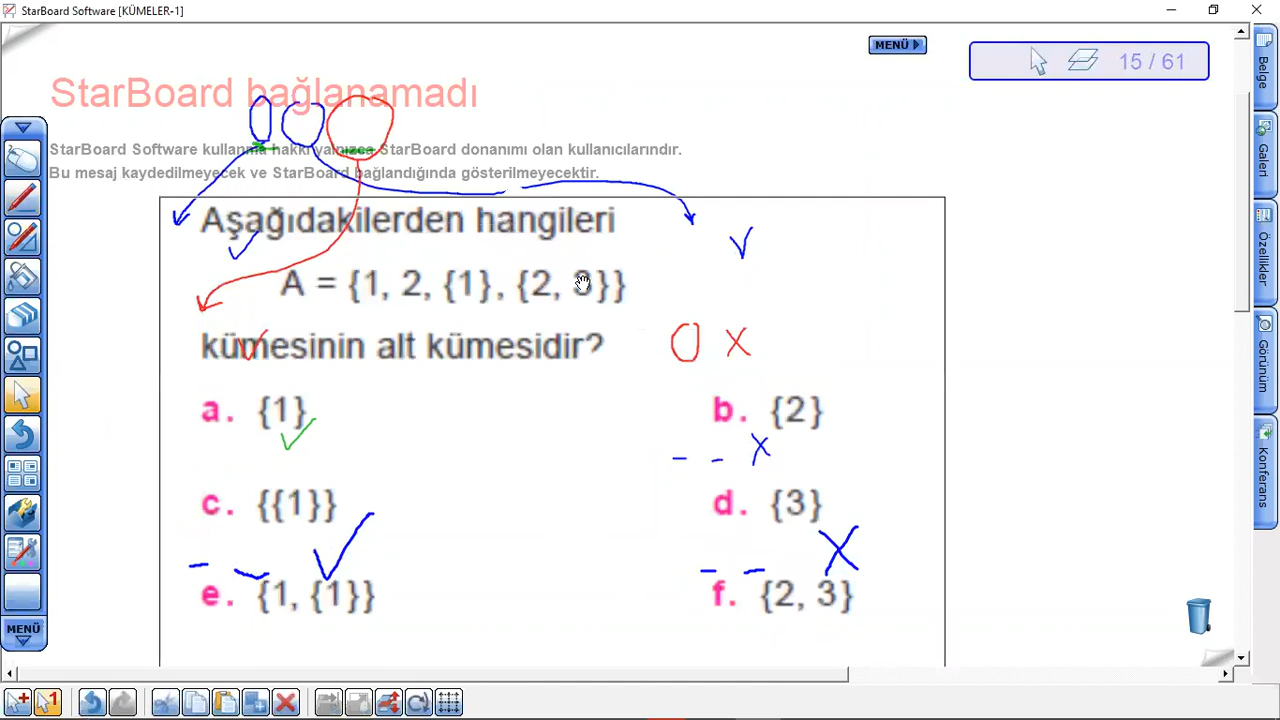 StarBoard Software [KÜMELER-1]
MENÜ
15 / 61
StarBoard bağlanamadı
StarBoard Software kullanma hakkı yalnızca StarBoard donanımı olan kullanıcılarındır.
Bu mesaj kaydedilmeyecek ve StarBoard bağlandığında gösterilmeyecektir.
Aşağıdakilerden hangileri
A = {1, 2, {1}, {2, 3}}
kümesinin alt kümesidir?
a. {1}
b. {2}
c. {{1}}
d. {3}
e. {1, {1}}
f. {2, 3}
Belge
Galeri
Özellikler
Görünüm
Konferans
MENÜ